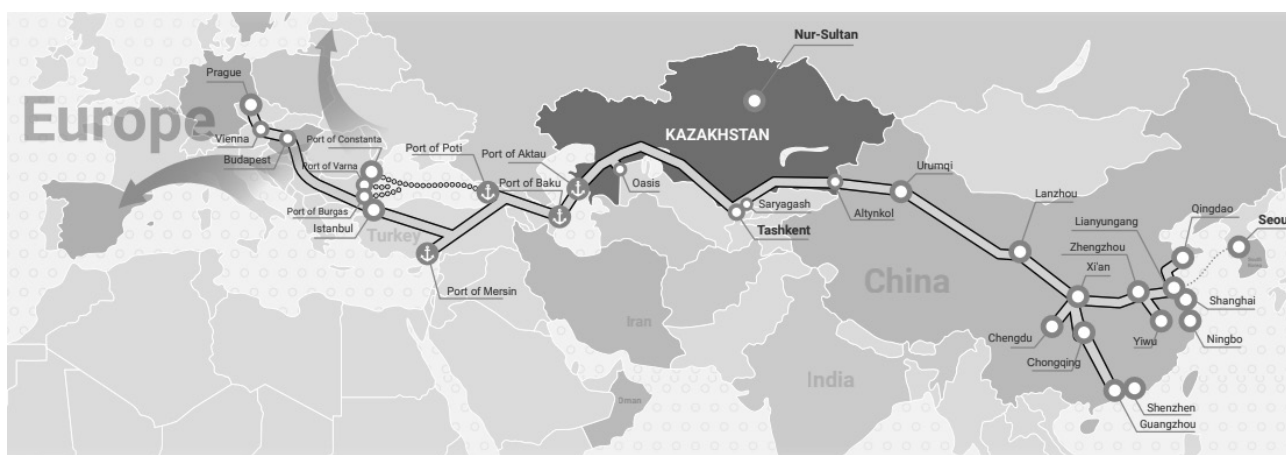 Nur-Sultan
Prague
Europe
KAZAKHSTAN
Vienna
Port of Constanta
Budapest
Port of Poti
Port of Aktau
Port of Varna
Port of Baku
Oasis
Urumqi
Lanzhou
Saryagash
Altynkol
Lianyungang
Qingdao
Port of Burgas
Istanbul
Turkey
Tashkent
Zhengzhou
Seou
China
Xi'an
Port of Mersin
Shanghai
Iran
Chengdu
Yiwu
Ningbo
Chongqing
India
Oman
Shenzhen
Guangzhou